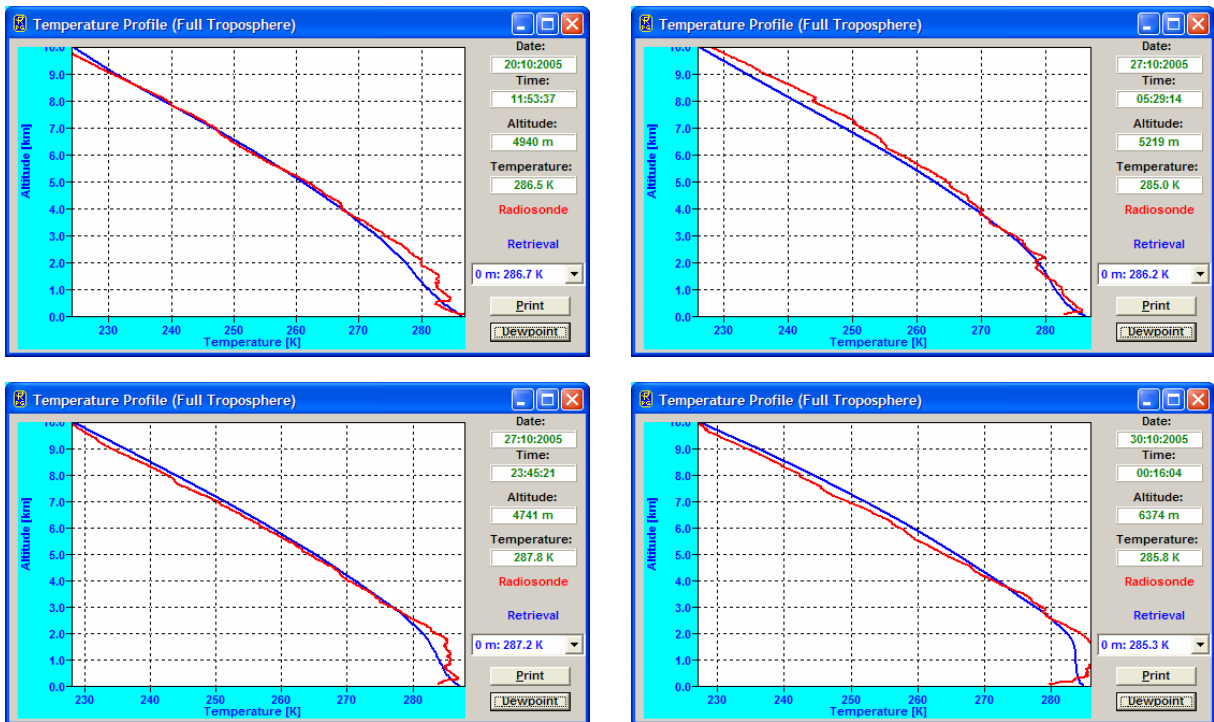 Temperature Profile (Full Troposphere)
10.0
9.0
8.0
7.0
6.0
5.0
4.0
3.0
2.0
1.0
0.0
Altitude [km]
230 240 250 260 270 280
Temperature [K]
Date:
20:10:2005
Time:
11:53:37
Altitude:
4940 m
Temperature:
286.5 K
Radiosonde
Retrieval
0 m: 286.7 K
Print
Dewpoint
Temperature Profile (Full Troposphere)
10.0
9.0
8.0
7.0
6.0
5.0
4.0
3.0
2.0
1.0
0.0
Altitude [km]
230 240 250 260 270 280
Temperature [K]
Date:
27:10:2005
Time:
05:29:14
Altitude:
5219 m
Temperature:
285.0 K
Radiosonde
Retrieval
0 m: 286.2 K
Print
Dewpoint
Temperature Profile (Full Troposphere)
10.0
9.0
8.0
7.0
6.0
5.0
4.0
3.0
2.0
1.0
0.0
Altitude [km]
230 240 250 260 270 280
Temperature [K]
Date:
27:10:2005
Time:
23:45:21
Altitude:
4741 m
Temperature:
287.8 K
Radiosonde
Retrieval
0 m: 287.2 K
Print
Dewpoint
Temperature Profile (Full Troposphere)
10.0
9.0
8.0
7.0
6.0
5.0
4.0
3.0
2.0
1.0
0.0
Altitude [km]
230 240 250 260 270 280
Temperature [K]
Date:
30:10:2005
Time:
00:16:04
Altitude:
6374 m
Temperature:
285.8 K
Radiosonde
Retrieval
0 m: 285.3 K
Print
Dewpoint